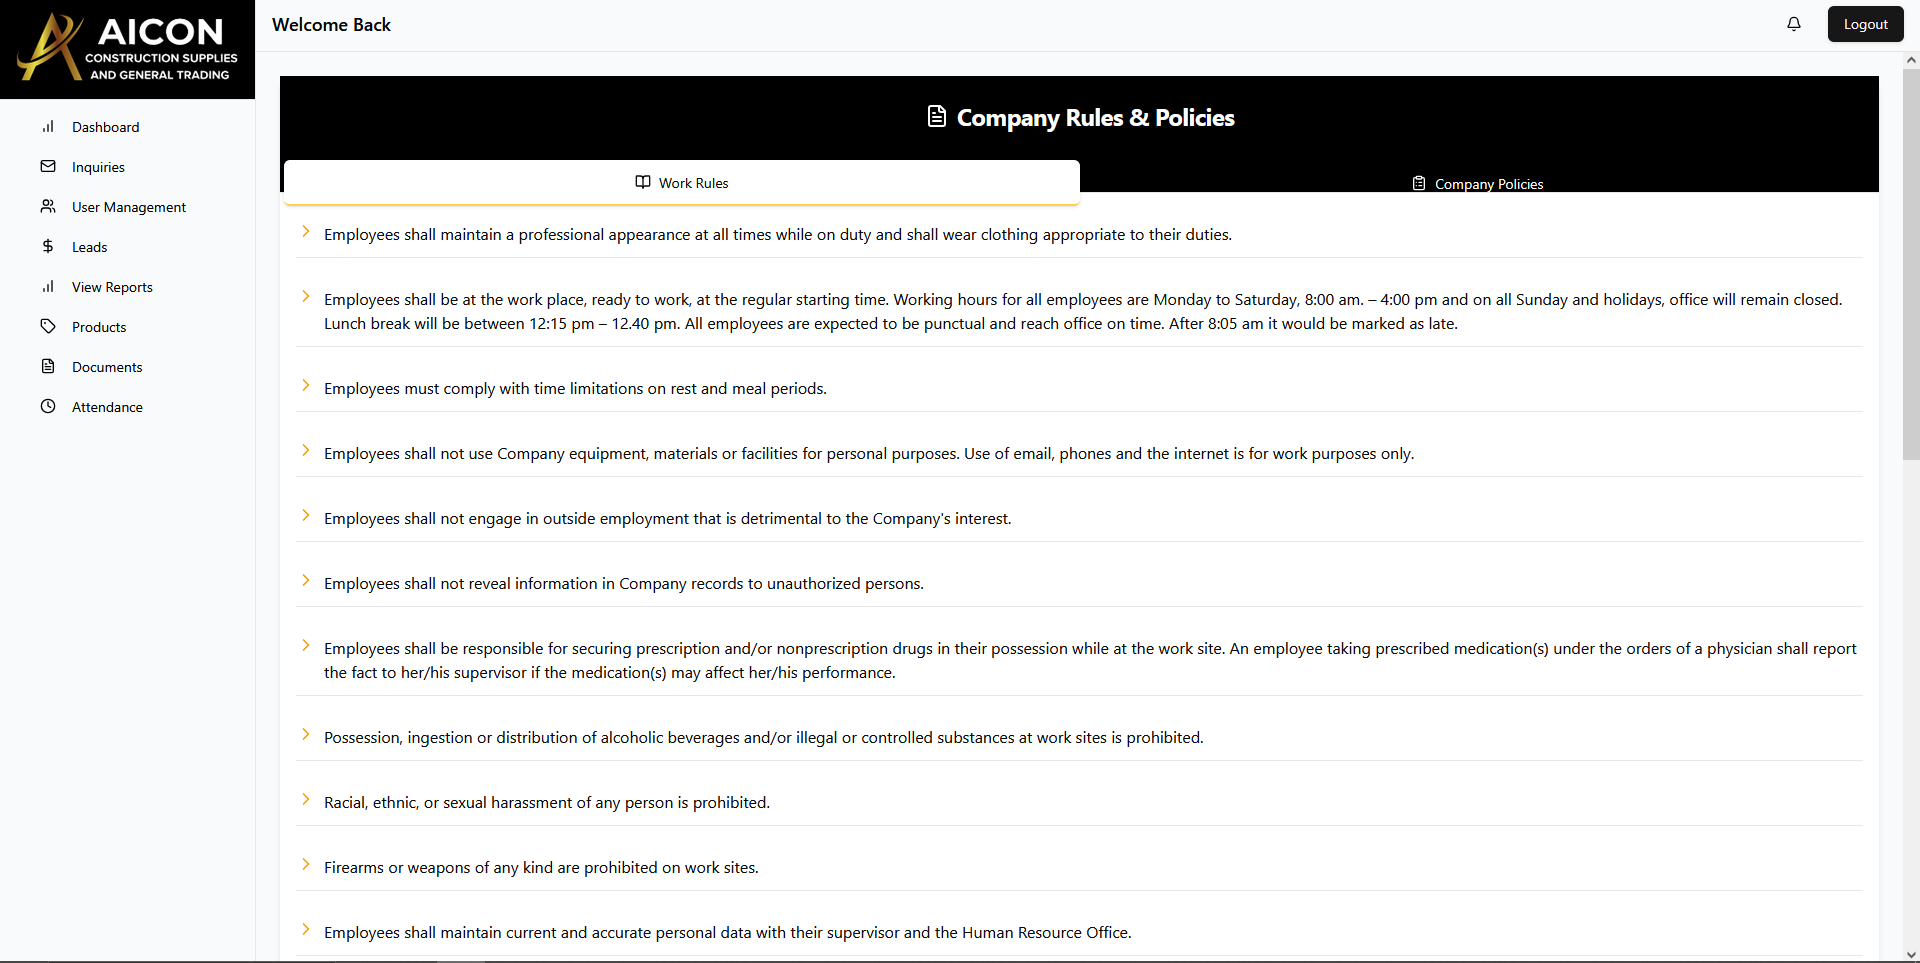 AICON
CONSTRUCTION SUPPLIES
AND GENERAL TRADING
Welcome Back
Logout
Dashboard
Inquiries
User Management
Leads
View Reports
Products
Documents
Attendance
Company Rules & Policies
Work Rules
Company Policies
Employees shall maintain a professional appearance at all times while on duty and shall wear clothing appropriate to their duties.
Employees shall be at the work place, ready to work, at the regular starting time. Working hours for all employees are Monday to Saturday, 8:00 am. – 4:00 pm and on all Sunday and holidays, office will remain closed.
Lunch break will be between 12:15 pm – 12.40 pm. All employees are expected to be punctual and reach office on time. After 8:05 am it would be marked as late.
Employees must comply with time limitations on rest and meal periods.
Employees shall not use Company equipment, materials or facilities for personal purposes. Use of email, phones and the internet is for work purposes only.
Employees shall not engage in outside employment that is detrimental to the Company's interest.
Employees shall not reveal information in Company records to unauthorized persons.
Employees shall be responsible for securing prescription and/or nonprescription drugs in their possession while at the work site. An employee taking prescribed medication(s) under the orders of a physician shall report
the fact to her/his supervisor if the medication(s) may affect her/his performance.
Possession, ingestion or distribution of alcoholic beverages and/or illegal or controlled substances at work sites is prohibited.
Racial, ethnic, or sexual harassment of any person is prohibited.
Firearms or weapons of any kind are prohibited on work sites.
Employees shall maintain current and accurate personal data with their supervisor and the Human Resource Office.